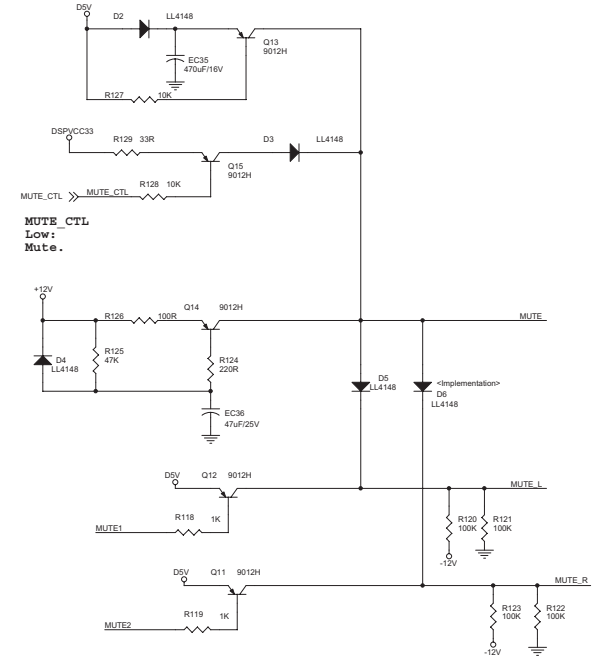 D5V
D2 LL4148
Q13
9012H
EC35
470uF/16V
R127 10K
DSPVCC33
R129 33R
D3 LL4148
Q15
9012H
R128 10K
MUTE_CTL MUTE_CTL
MUTE_CTL
Low:
Mute.
+12V
Q14 9012H
R126 100R
MUTE
D4
LL4148
R125
47K
R124
220R
D5
LL4148
<Implementation>
D6
LL4148
EC36
47uF/25V
D5V Q12 9012H
MUTE_L
R118 1K
MUTE1
R120
100K
R121
100K
-12V
D5V Q11 9012H
MUTE_R
R119 1K
MUTE2
R123
100K
R122
100K
-12V